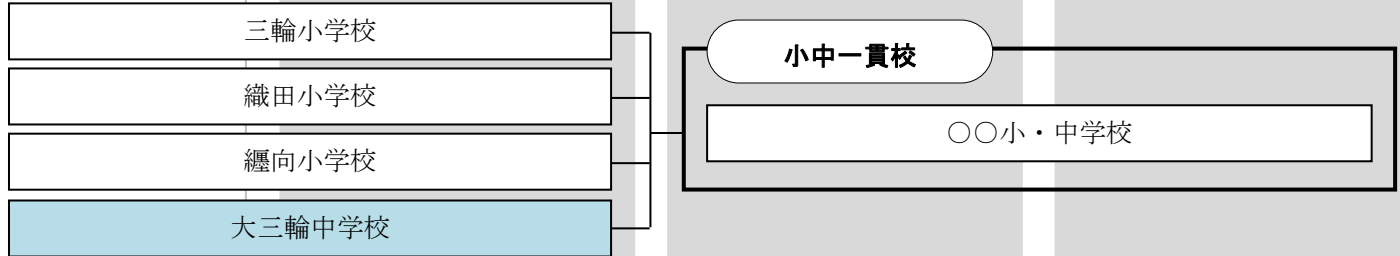 三輪小学校
織田小学校
纒向小学校
大三輪中学校
小中一貫校
○○小・中学校